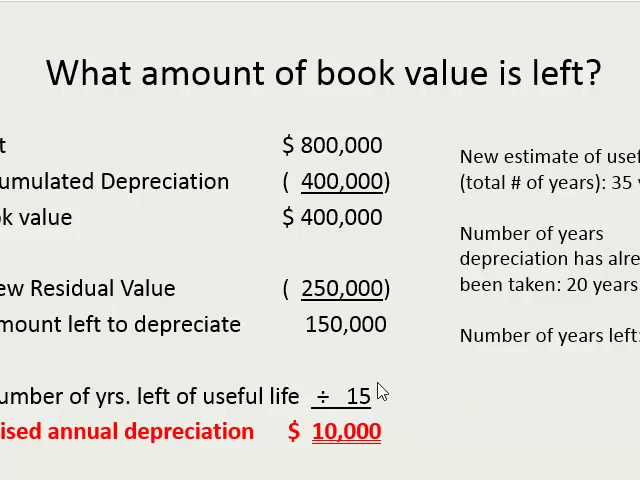 What amount of book value is left?
t $ 800,000
umulated Depreciation ( 400,000)
ok value $ 400,000
ew Residual Value ( 250,000)
mount left to depreciate 150,000
umber of yrs. left of useful life ÷ 15
ised annual depreciation $ 10,000
New estimate of usef
(total # of years): 35 y
Number of years
depreciation has alre
been taken: 20 years
Number of years left: